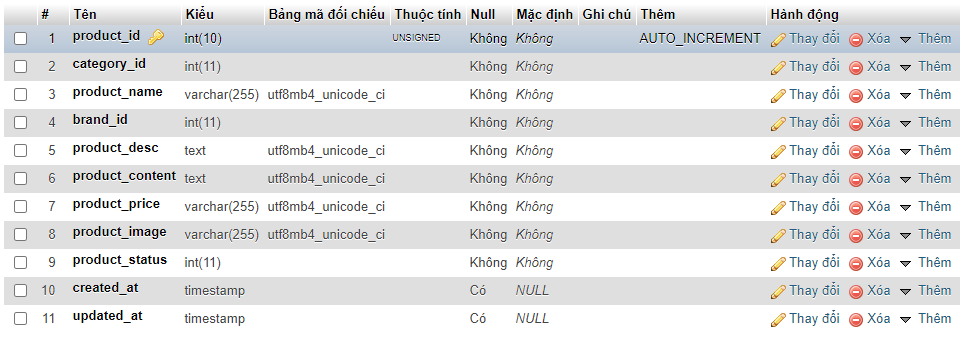 # Tên Kiểu Bảng mã đối chiếu Thuộc tính Null Mặc định Ghi chú Thêm Hành động
1 product_id int(10) UNSIGNED Không Không AUTO_INCREMENT Thay đổi Xóa Thêm
2 category_id int(11) Không Không Thay đổi Xóa Thêm
3 product_name varchar(255) utf8mb4_unicode_ci Không Không Thay đổi Xóa Thêm
4 brand_id int(11) Không Không Thay đổi Xóa Thêm
5 product_desc text utf8mb4_unicode_ci Không Không Thay đổi Xóa Thêm
6 product_content text utf8mb4_unicode_ci Không Không Thay đổi Xóa Thêm
7 product_price varchar(255) utf8mb4_unicode_ci Không Không Thay đổi Xóa Thêm
8 product_image varchar(255) utf8mb4_unicode_ci Không Không Thay đổi Xóa Thêm
9 product_status int(11) Không Không Thay đổi Xóa Thêm
10 created_at timestamp Có NULL Thay đổi Xóa Thêm
11 updated_at timestamp Có NULL Thay đổi Xóa Thêm